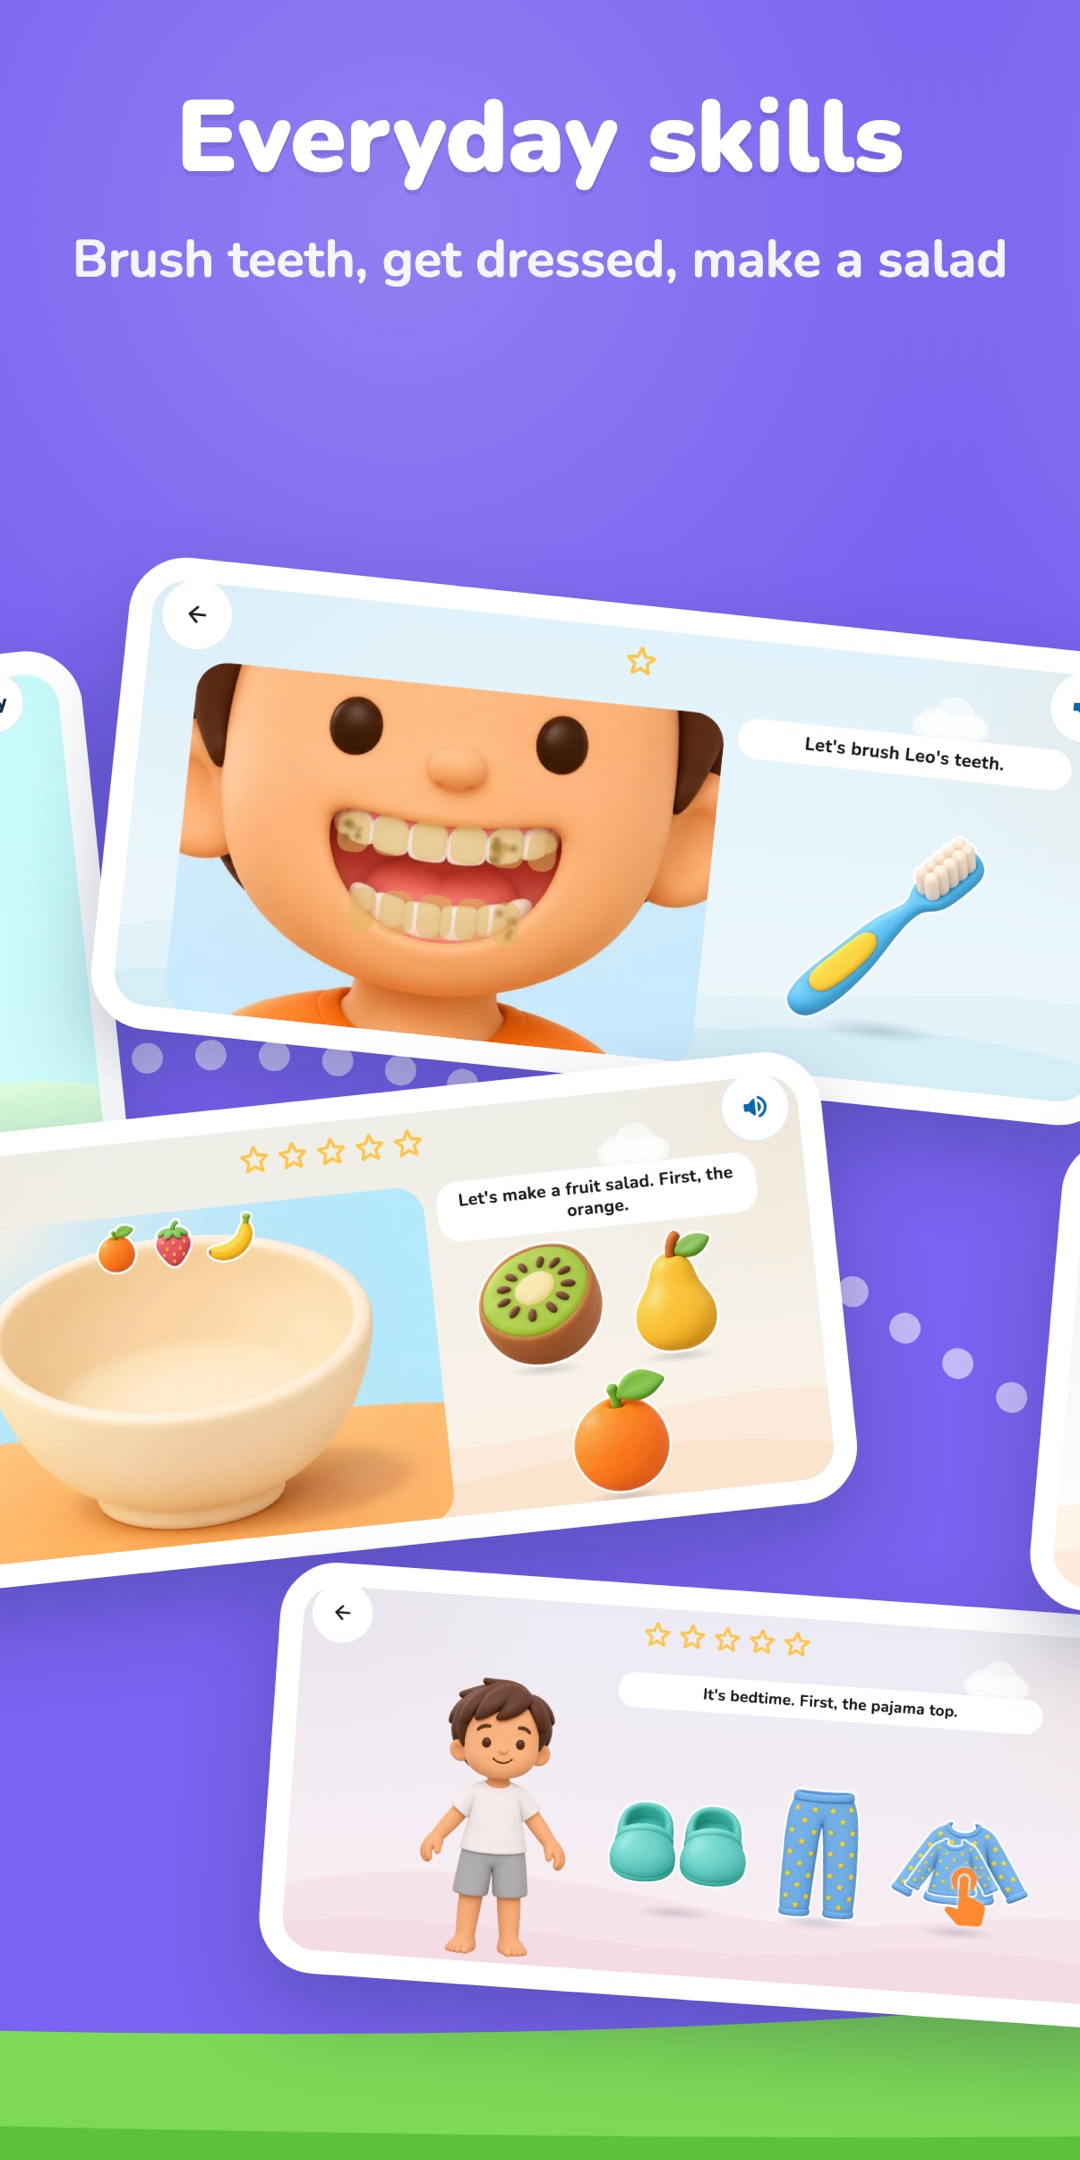 Everyday skills
Brush teeth, get dressed, make a salad
Let's brush Leo's teeth.
Let's make a fruit salad. First, the
orange.
It's bedtime. First, the pajama top.